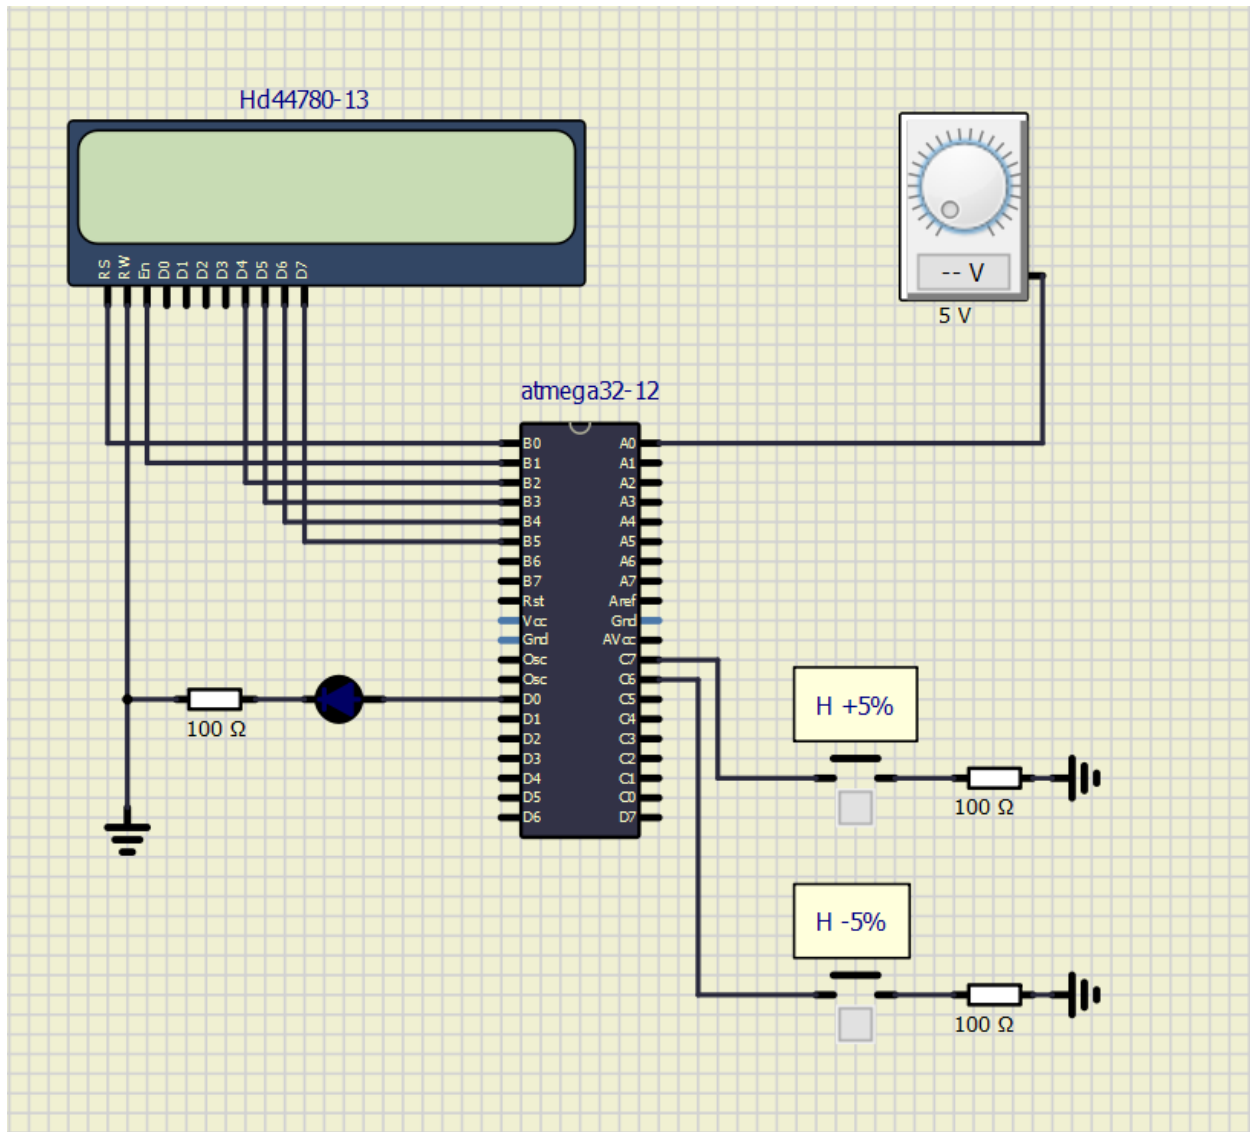 Hd44780-13
RS RW En D0 D1 D2 D3 D4 D5 D6 D7
-- V
5 V
atmega32-12
B0 A0
B1 A1
B2 A2
B3 A3
B4 A4
B5 A5
B6 A6
B7 A7
Rst Aref
Vcc Gnd
Gnd AVcc
Osc C7
Osc C6
D0 C5
D1 C4
D2 C3
D3 C2
D4 C1
D5 C0
D6 D7
100 Ω
H +5%
100 Ω
H -5%
100 Ω